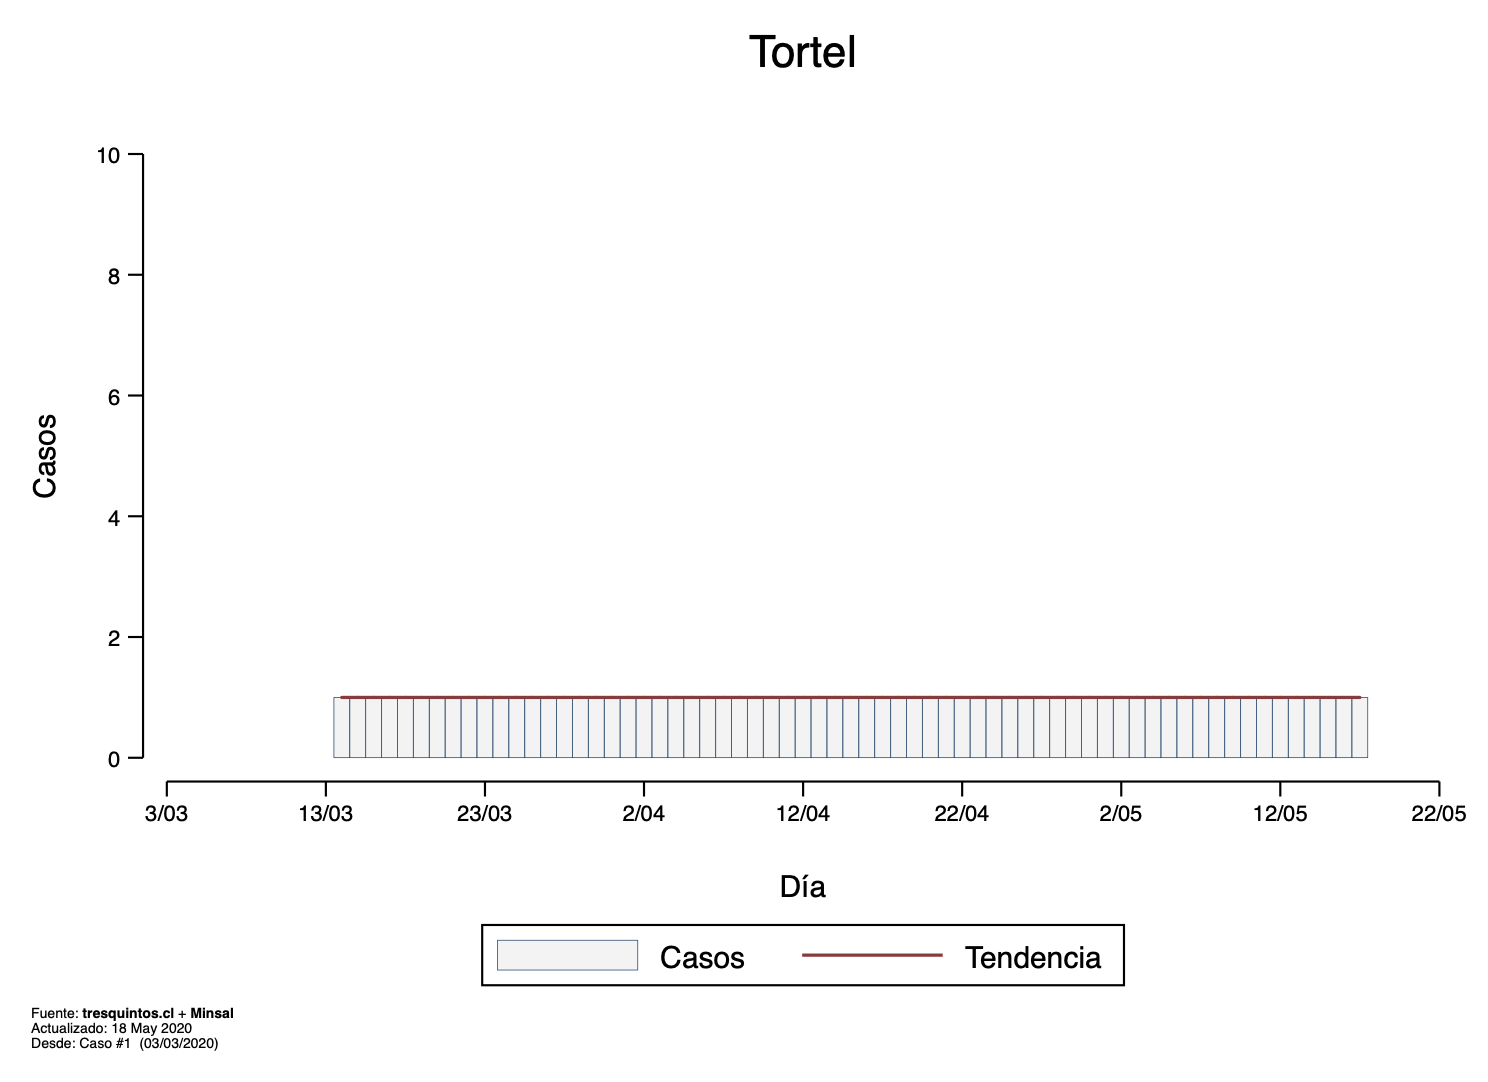 Tortel
10
8
6
4
2
0
Casos
3/03 13/03 23/03 2/04 12/04 22/04 2/05 12/05 22/05
Día
Casos Tendencia
Fuente: tresquintos.cl + Minsal
Actualizado: 18 May 2020
Desde: Caso #1 (03/03/2020)